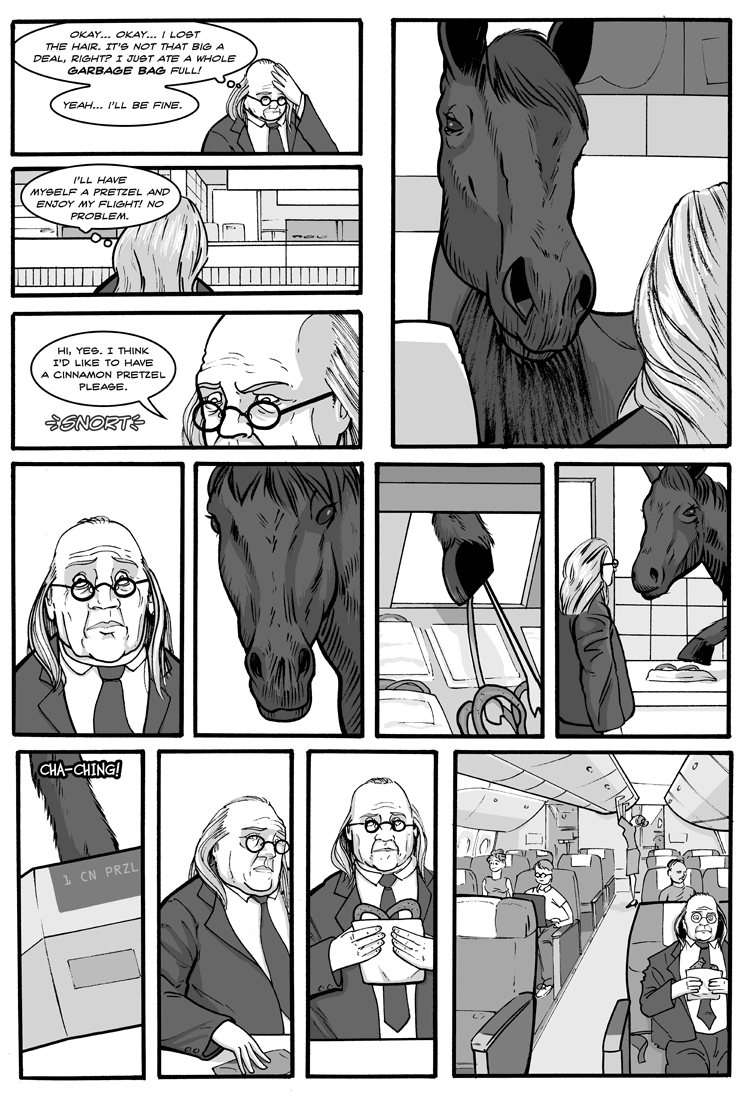 OKAY... OKAY... I LOST
THE HAIR. IT'S NOT THAT BIG A
DEAL, RIGHT? I JUST ATE A WHOLE
GARBAGE BAG FULL!
YEAH... I'LL BE FINE.
I'LL HAVE
MYSELF A PRETZEL AND
ENJOY MY FLIGHT! NO
PROBLEM.
HI, YES. I THINK
I'D LIKE TO HAVE
A CINNAMON PRETZEL
PLEASE.
SNORT
CHA-CHING!
1 CN PRZL